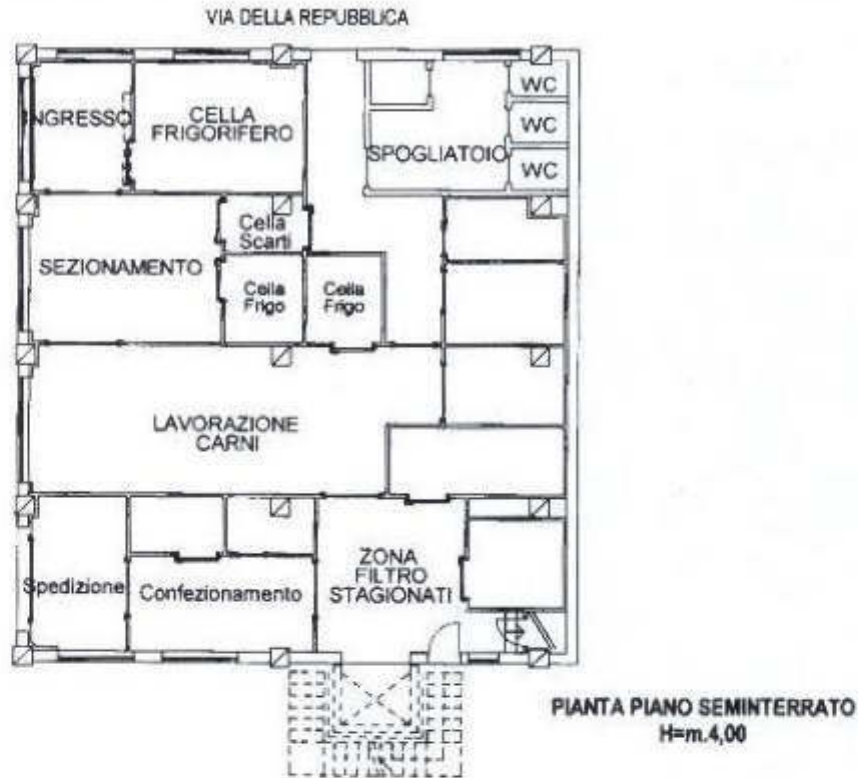 VIA DELLA REPUBBLICA
INGRESSO
CELLA
FRIGORIFERO
SPOGLIATOIO
WC
WC
WC
SEZIONAMENTO
Cella
Scarti
Cella
Frigo
Cella
Frigo
LAVORAZIONE
CARNI
Spedizione
Confezionamento
ZONA
FILTRO
STAGIONATI
PIANTA PIANO SEMINTERRATO
H=m.4,00